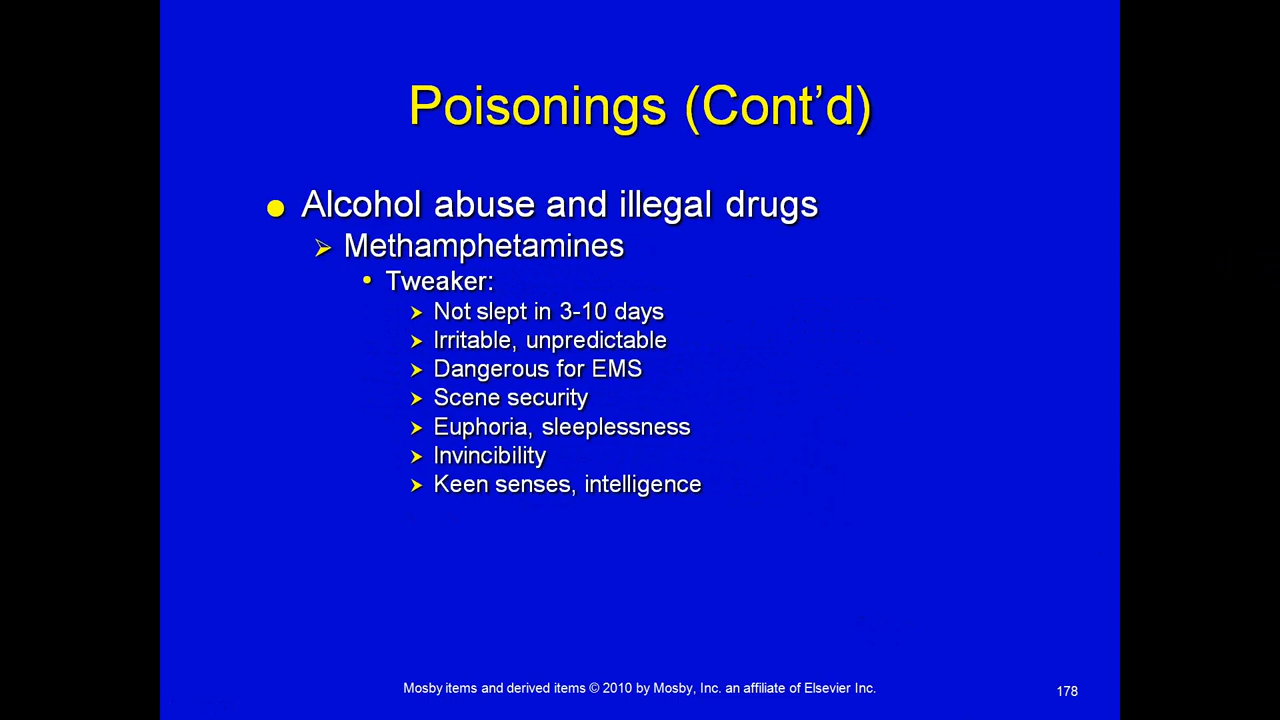 Poisonings (Cont’d)
Alcohol abuse and illegal drugs
Methamphetamines
Tweaker:
Not slept in 3-10 days
Irritable, unpredictable
Dangerous for EMS
Scene security
Euphoria, sleeplessness
Invincibility
Keen senses, intelligence
Mosby items and derived items © 2010 by Mosby, Inc. an affiliate of Elsevier Inc.
178